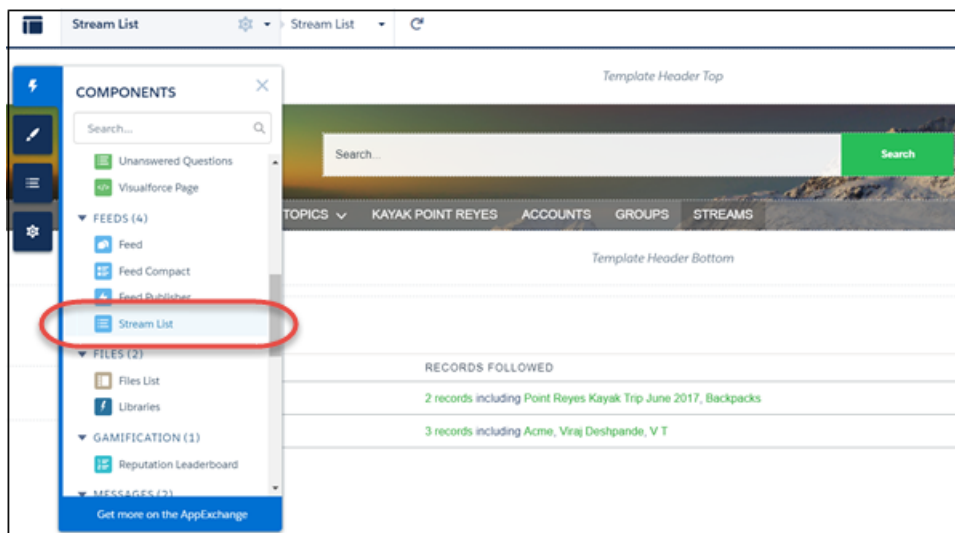 Stream List
Stream List
Template Header Top
COMPONENTS
Search...
Unanswered Questions
Visualforce Page
FEEDS (4)
Feed
Feed Compact
Feed Publisher
Stream List
FILES (2)
Files List
Libraries
GAMIFICATION (1)
Reputation Leaderboard
MESSAGES (2)
Get more on the AppExchange
Search...
Search
TOPICS KAYAK POINT REYES ACCOUNTS GROUPS STREAMS
Template Header Bottom
RECORDS FOLLOWED
2 records including Point Reyes Kayak Trip June 2017, Backpacks
3 records including Acme, Viraj Deshpande, V T